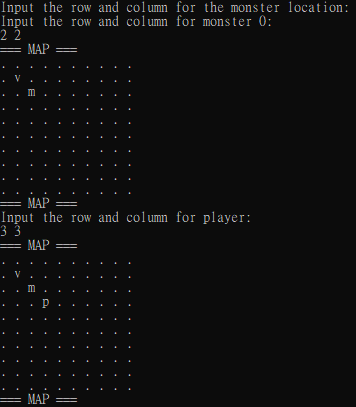 Input the row and column for the monster location:
Input the row and column for monster 0:
2 2
=== MAP ===
. . . . . . . . . .
. v . . . . . . . .
. . m . . . . . . .
. . . . . . . . . .
. . . . . . . . . .
. . . . . . . . . .
. . . . . . . . . .
. . . . . . . . . .
. . . . . . . . . .
. . . . . . . . . .
=== MAP ===
Input the row and column for player:
3 3
=== MAP ===
. . . . . . . . . .
. v . . . . . . . .
. . m . . . . . . .
. . . p . . . . . .
. . . . . . . . . .
. . . . . . . . . .
. . . . . . . . . .
. . . . . . . . . .
. . . . . . . . . .
. . . . . . . . . .
=== MAP ===